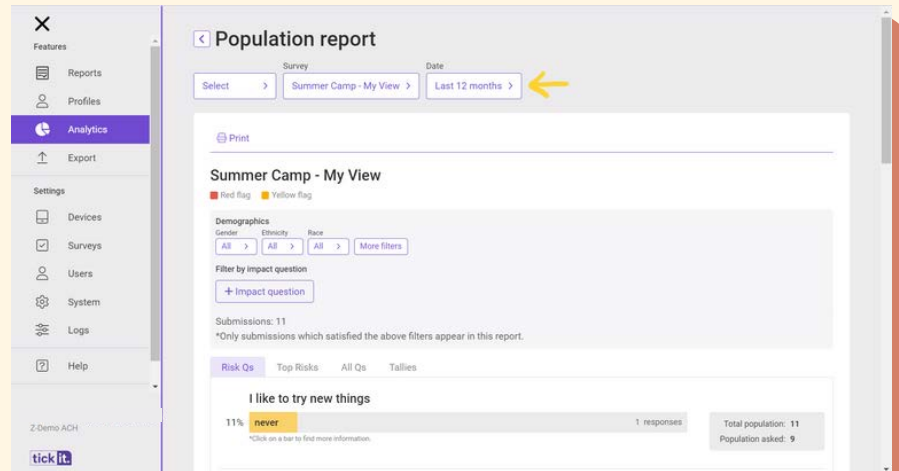 Features
Reports
Profiles
Analytics
Export
Settings
Devices
Surveys
Users
System
Logs
Help
Z-Demo ACH
tick it.
Population report
Survey
Date
Select
Summer Camp - My View
Last 12 months
Print
Summer Camp - My View
Red flag Yellow flag
Demographics
Gender Ethnicity Race
All All All More filters
Filter by impact question
+ Impact question
Submissions: 11
*Only submissions which satisfied the above filters appear in this report.
Risk Qs Top Risks All Qs Tallies
I like to try new things
11% never 1 responses
*Click on a bar to find more information.
Total population: 11
Population asked: 9